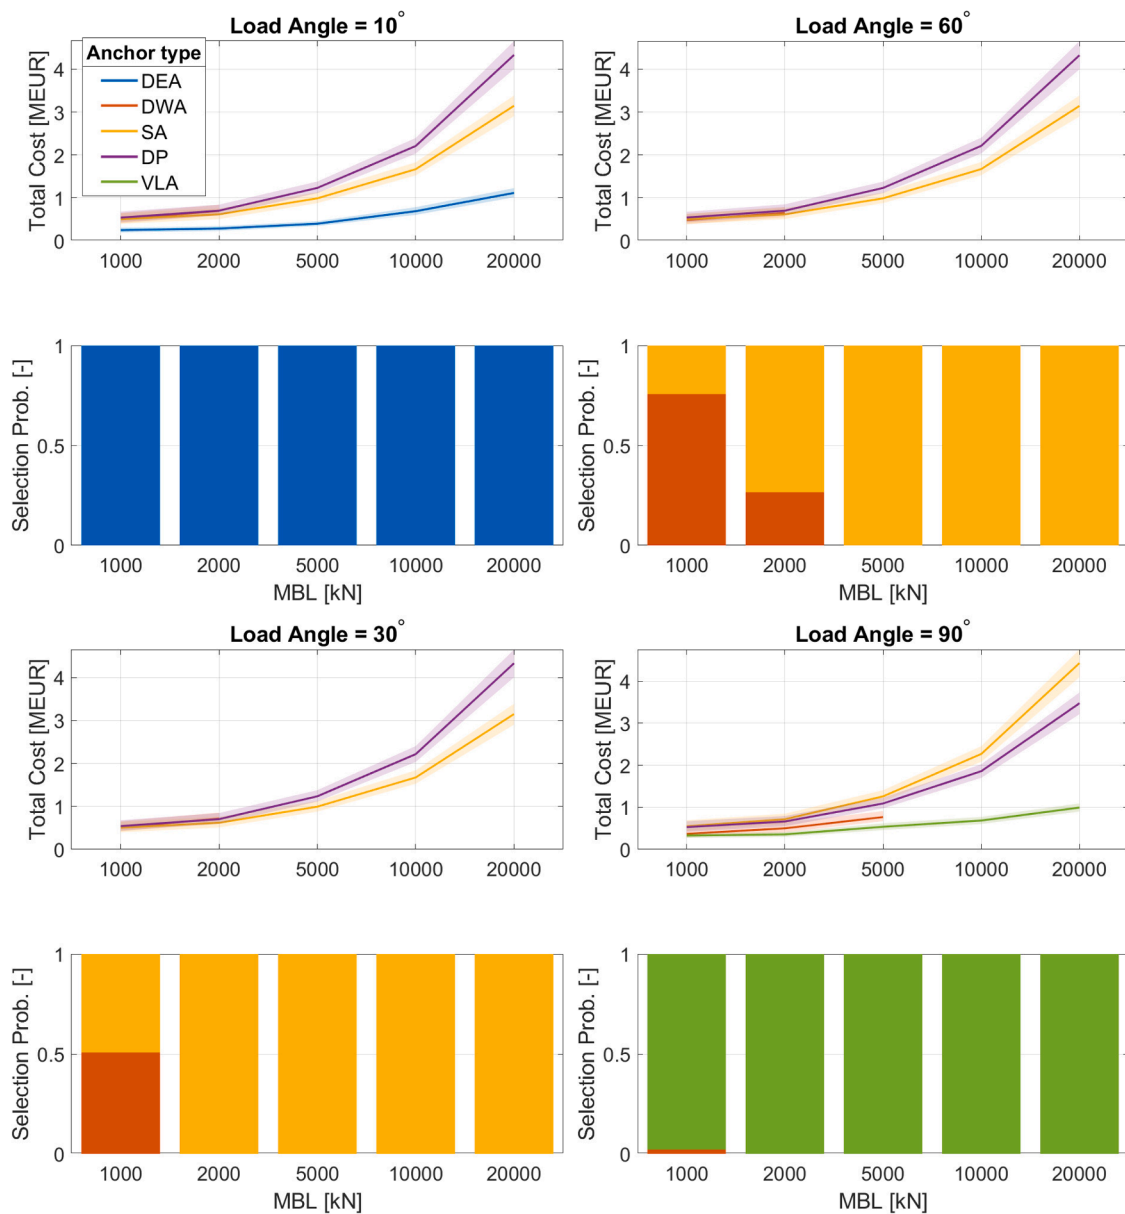 Load Angle = 10°
Total Cost [MEUR]
4
3
2
1
0
Anchor type
DEA
DWA
SA
DP
VLA
1000 2000 5000 10000 20000
Load Angle = 60°
Total Cost [MEUR]
4
3
2
1
0
1000 2000 5000 10000 20000
Selection Prob. [-]
1
0.5
0
1000 2000 5000 10000 20000
MBL [kN]
Selection Prob. [-]
1
0.5
0
1000 2000 5000 10000 20000
MBL [kN]
Load Angle = 30°
Total Cost [MEUR]
4
3
2
1
0
1000 2000 5000 10000 20000
Load Angle = 90°
Total Cost [MEUR]
4
3
2
1
0
1000 2000 5000 10000 20000
Selection Prob. [-]
1
0.5
0
1000 2000 5000 10000 20000
MBL [kN]
Selection Prob. [-]
1
0.5
0
1000 2000 5000 10000 20000
MBL [kN]